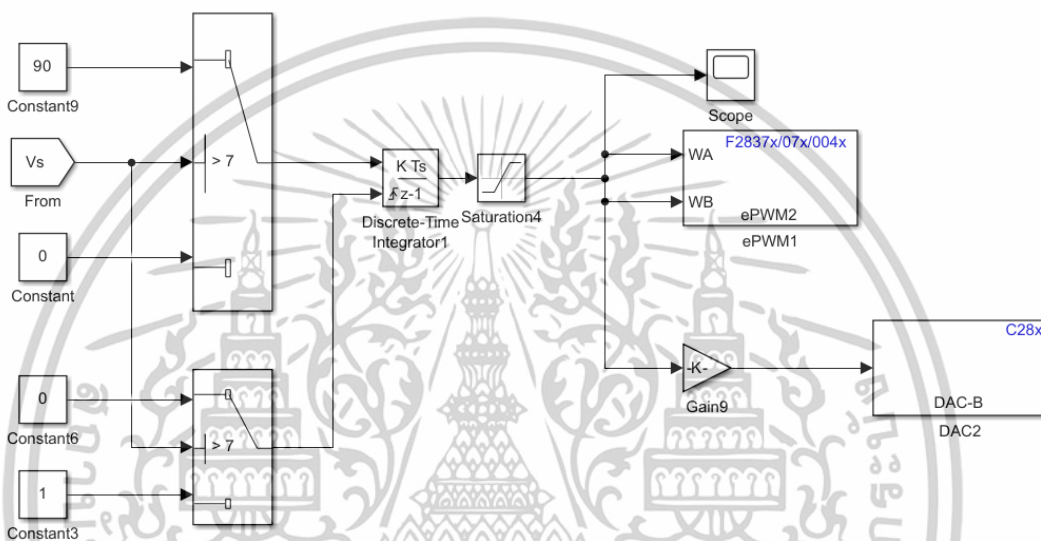 90
Constant9
Vs
From
> 7
0
Constant
0
Constant6
> 7
1
Constant3
K Ts
z-1
Discrete-Time
Integrator1
Saturation4
Scope
F2837x/07x/004x
WA
WB
ePWM2
ePWM1
-K-
Gain9
C28x
DAC-B
DAC2